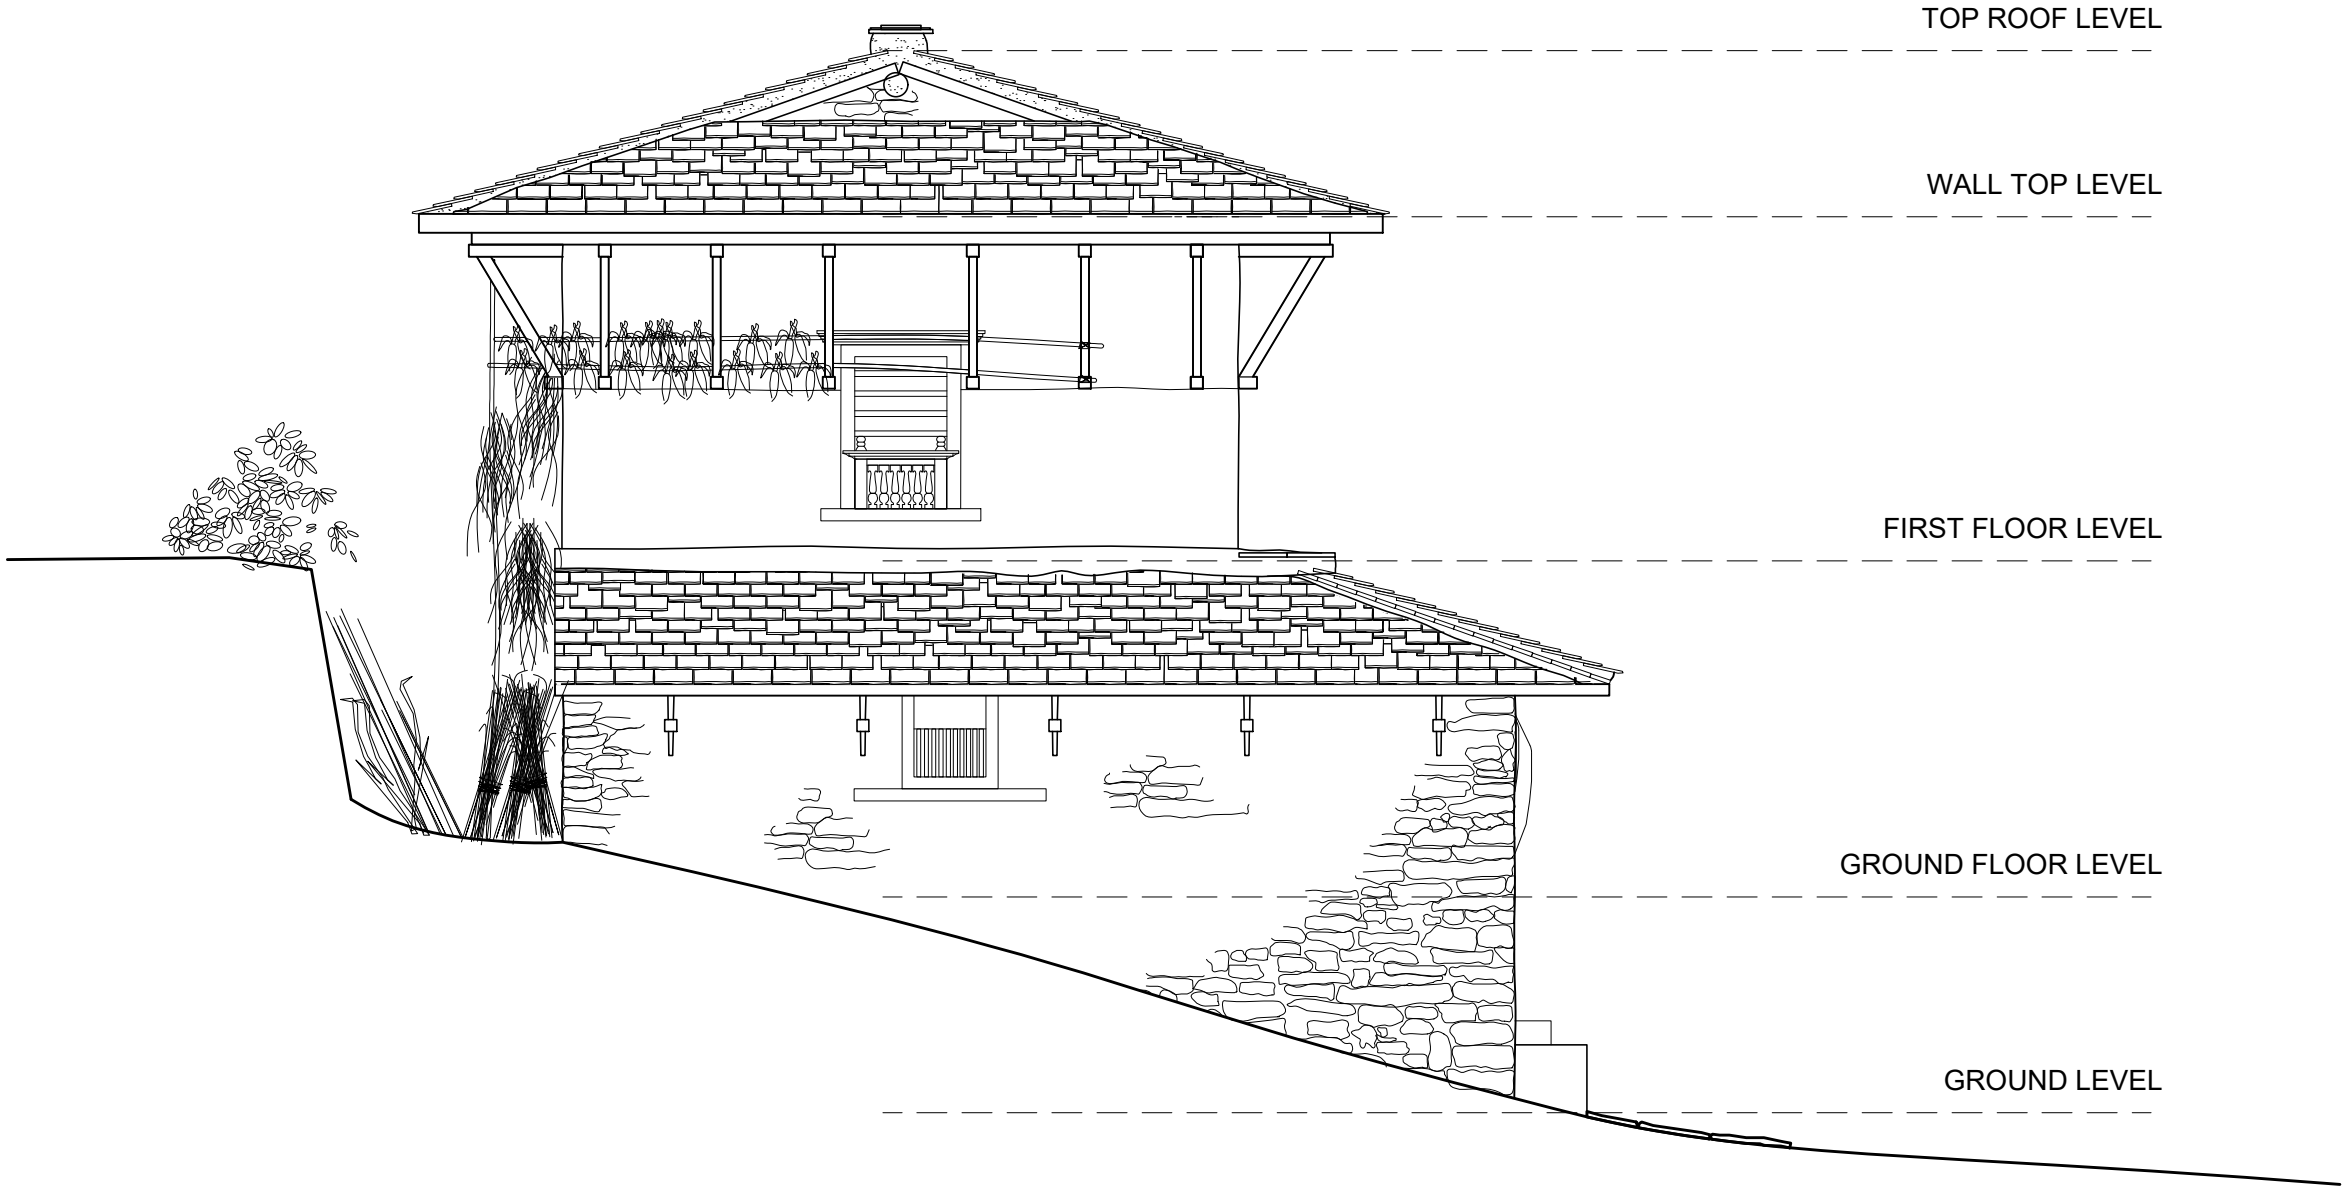 TOP ROOF LEVEL
WALL TOP LEVEL
FIRST FLOOR LEVEL
GROUND FLOOR LEVEL
GROUND LEVEL